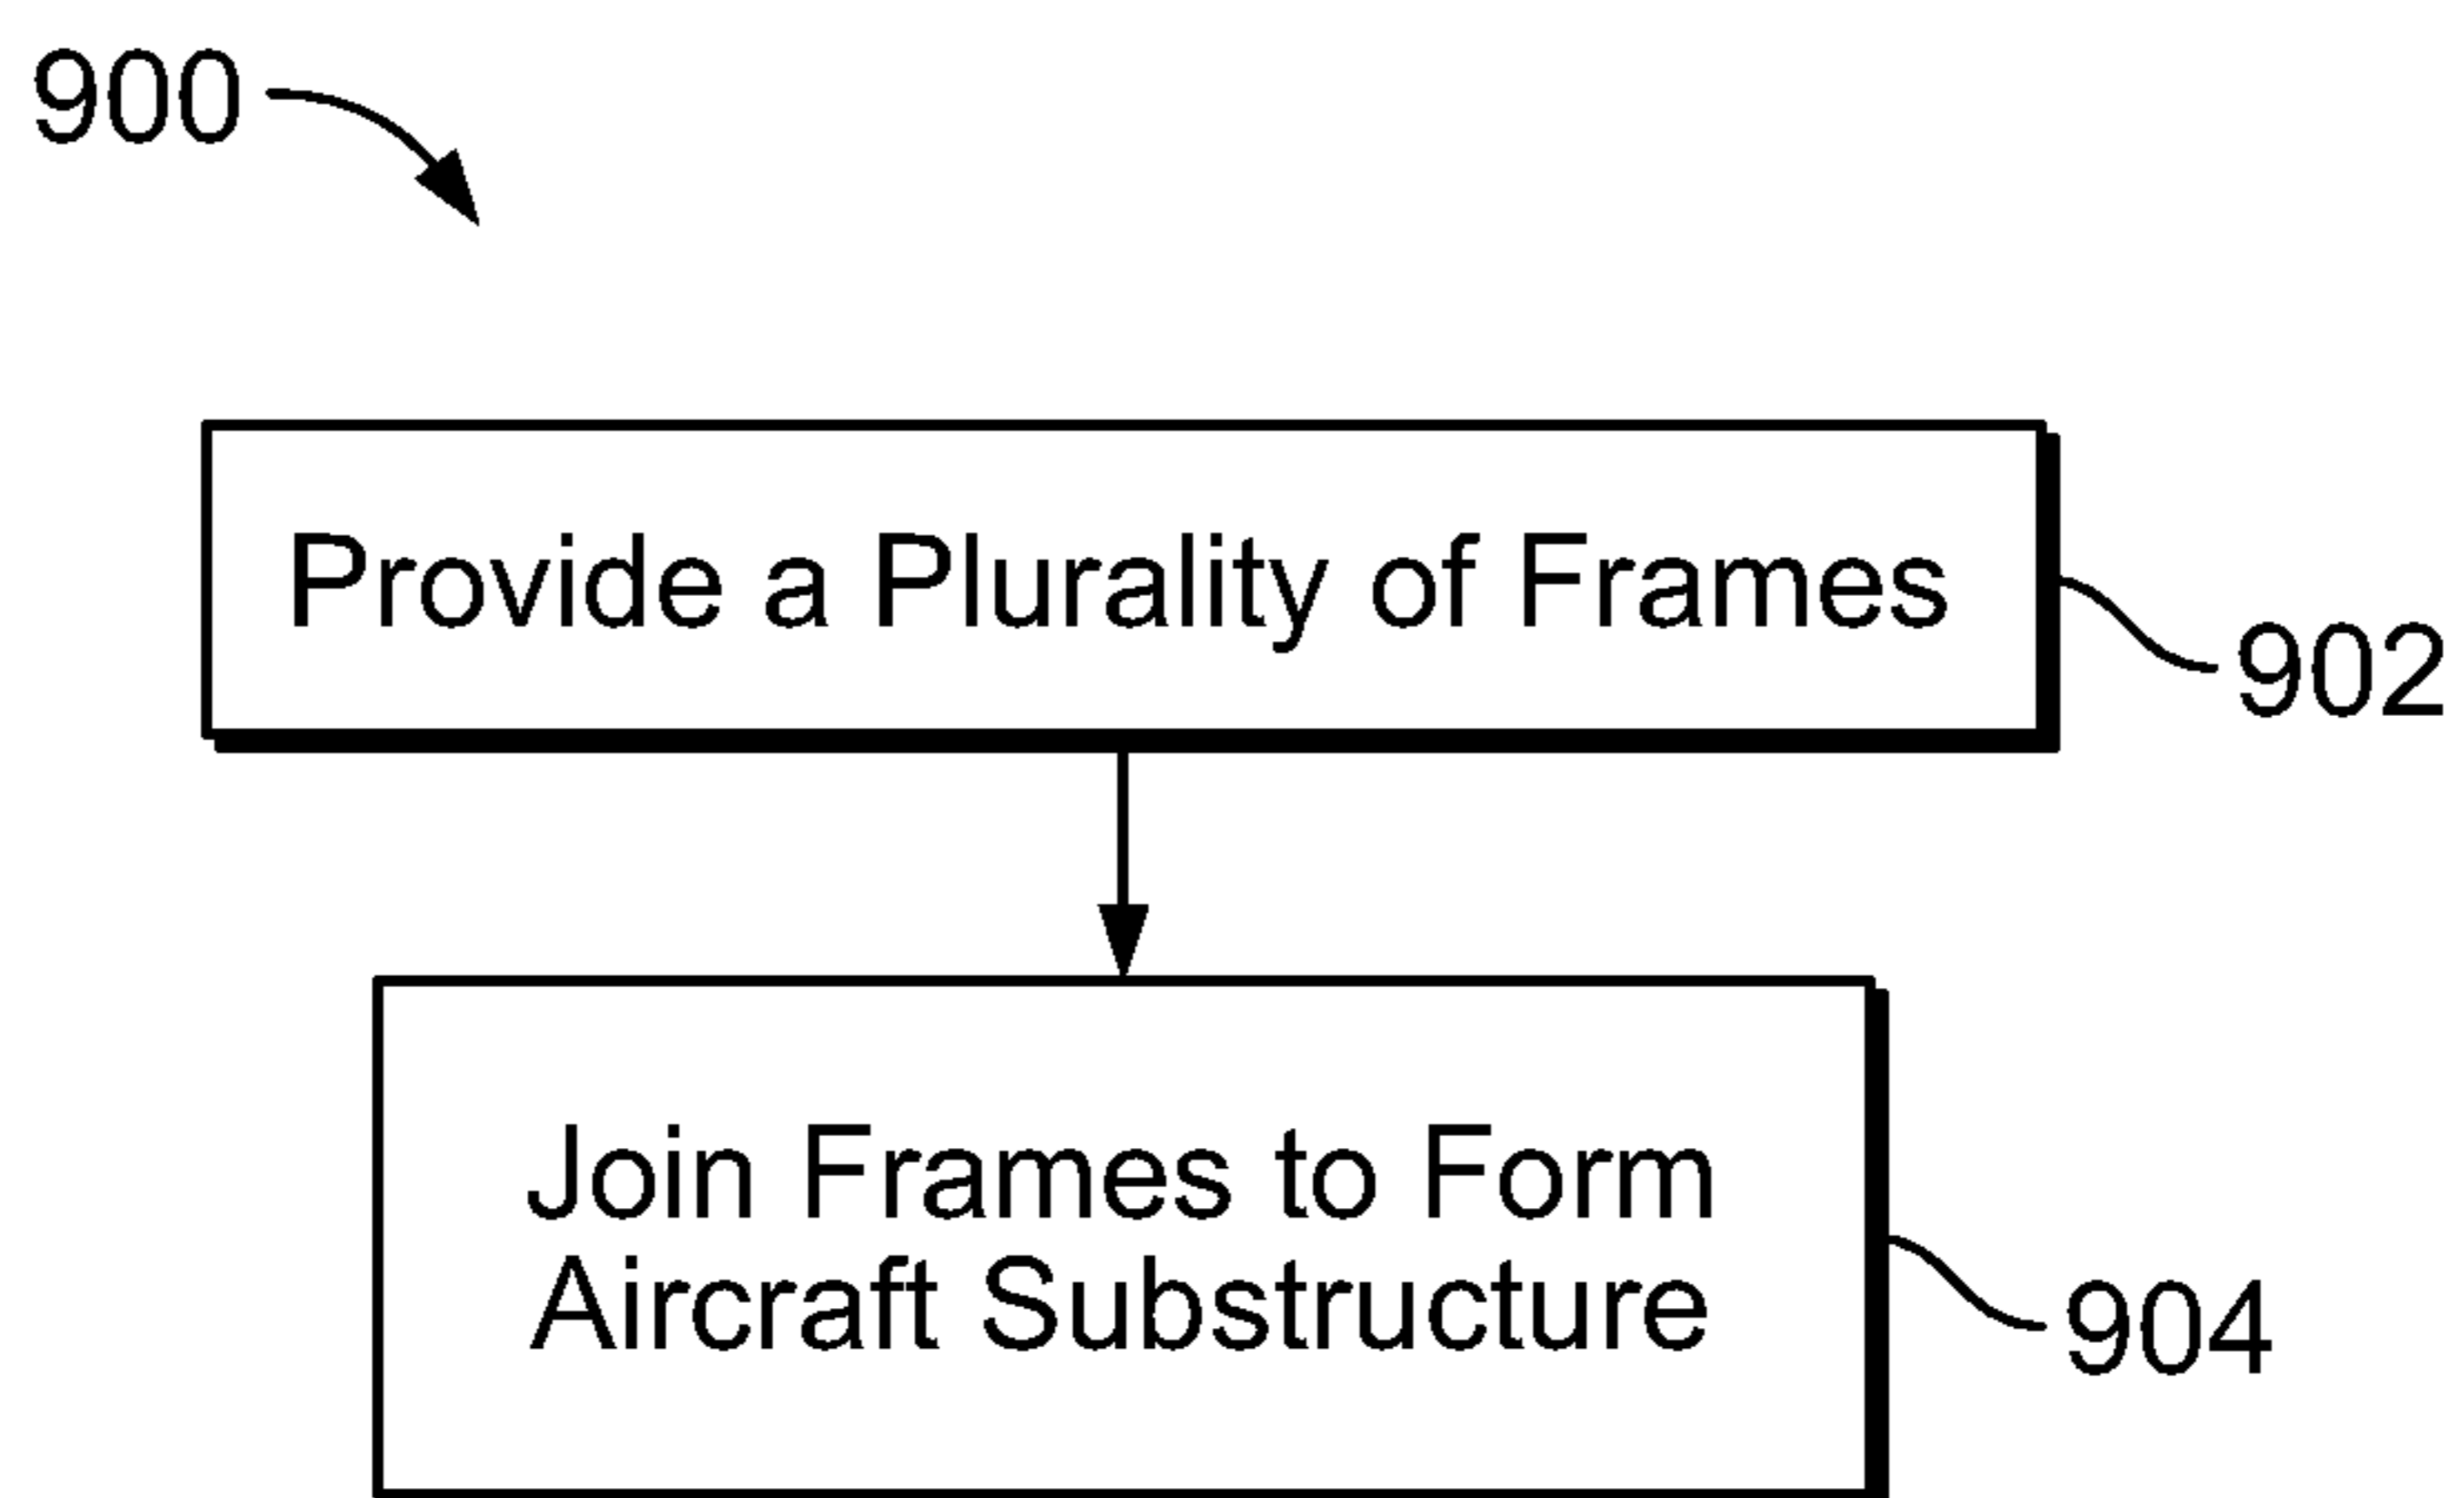 900
Provide a Plurality of Frames
902
Join Frames to Form
Aircraft Substructure
904